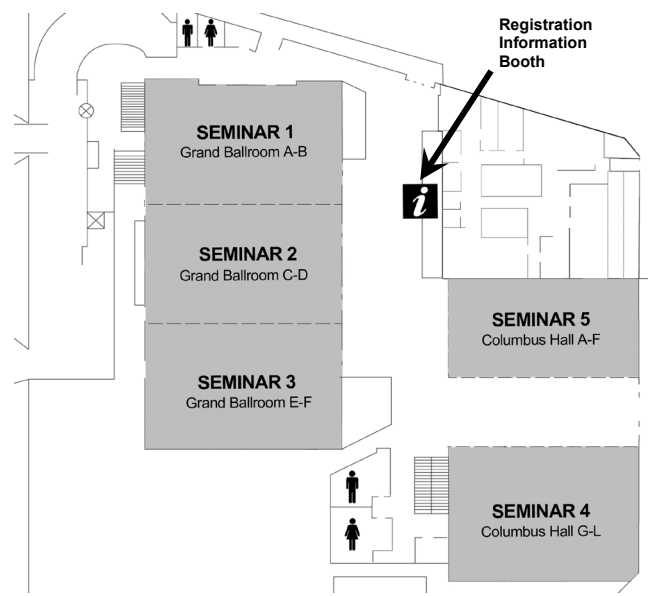 Registration
Information
Booth
SEMINAR 1
Grand Ballroom A-B
i
SEMINAR 2
Grand Ballroom C-D
SEMINAR 5
Columbus Hall A-F
SEMINAR 3
Grand Ballroom E-F
SEMINAR 4
Columbus Hall G-L